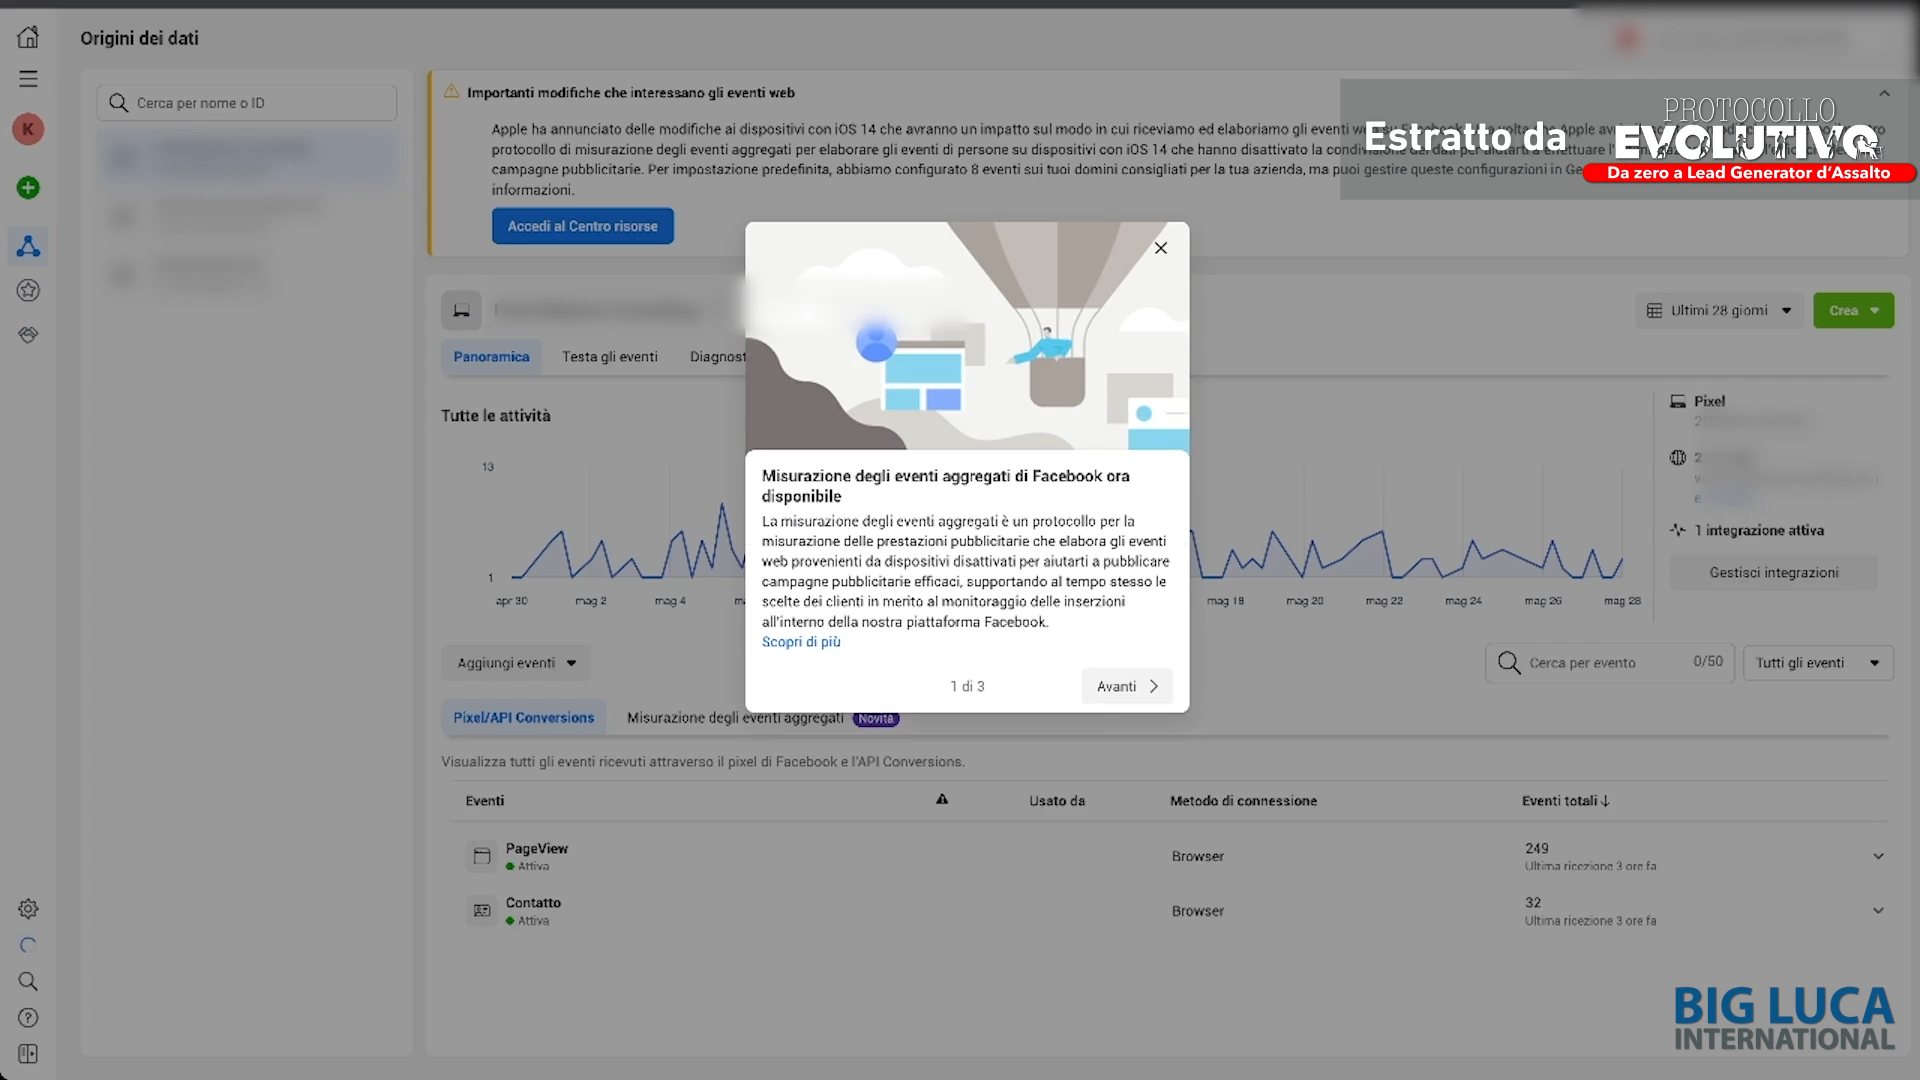 Origini dei dati
Cerca per nome o ID
K
Importanti modifiche che interessano gli eventi web
Apple ha annunciato delle modifiche ai dispositivi con iOS 14 che avranno un impatto sul modo in cui riceviamo ed elaboriamo gli eventi
protocollo di misurazione degli eventi aggregati per elaborare gli eventi di persone su dispositivi con iOS 14 che hanno disattivato la condivisione dei dati per aiutarti a effettuare
campagne pubblicitarie. Per impostazione predefinita, abbiamo configurato 8 eventi sui tuoi domini consigliati per la tua azienda, ma puoi gestire queste configurazioni in
informazioni.
Accedi al Centro risorse
Estratto da
PROTOCOLLO
EVOLUTIVO
Da zero a Lead Generator d'Assalto
Ultimi 28 giorni
Crea
Panoramica
Testa gli eventi
Diagnost
Tutte le attività
13
1
apr 30
mag 2
mag 4
mag 18
mag 20
mag 22
mag 24
mag 26
mag 28
Pixel
1 integrazione attiva
Gestisci integrazioni
Misurazione degli eventi aggregati di Facebook ora
disponibile
La misurazione degli eventi aggregati è un protocollo per la
misurazione delle prestazioni pubblicitarie che elabora gli eventi
web provenienti da dispositivi disattivati per aiutarti a pubblicare
campagne pubblicitarie efficaci, supportando al tempo stesso le
scelte dei clienti in merito al monitoraggio delle inserzioni
all'interno della nostra piattaforma Facebook.
Scopri di più
1 di 3
Avanti
Aggiungi eventi
Cerca per evento
0/50
Tutti gli eventi
Pixel/API Conversions
Misurazione degli eventi aggregati
Novità
Visualizza tutti gli eventi ricevuti attraverso il pixel di Facebook e l'API Conversions.
Eventi
Usato da
Metodo di connessione
Eventi totali
PageView
Attiva
Browser
249
Ultima ricezione 3 ore fa
Contatto
Attiva
Browser
32
Ultima ricezione 3 ore fa
BIG LUCA
INTERNATIONAL